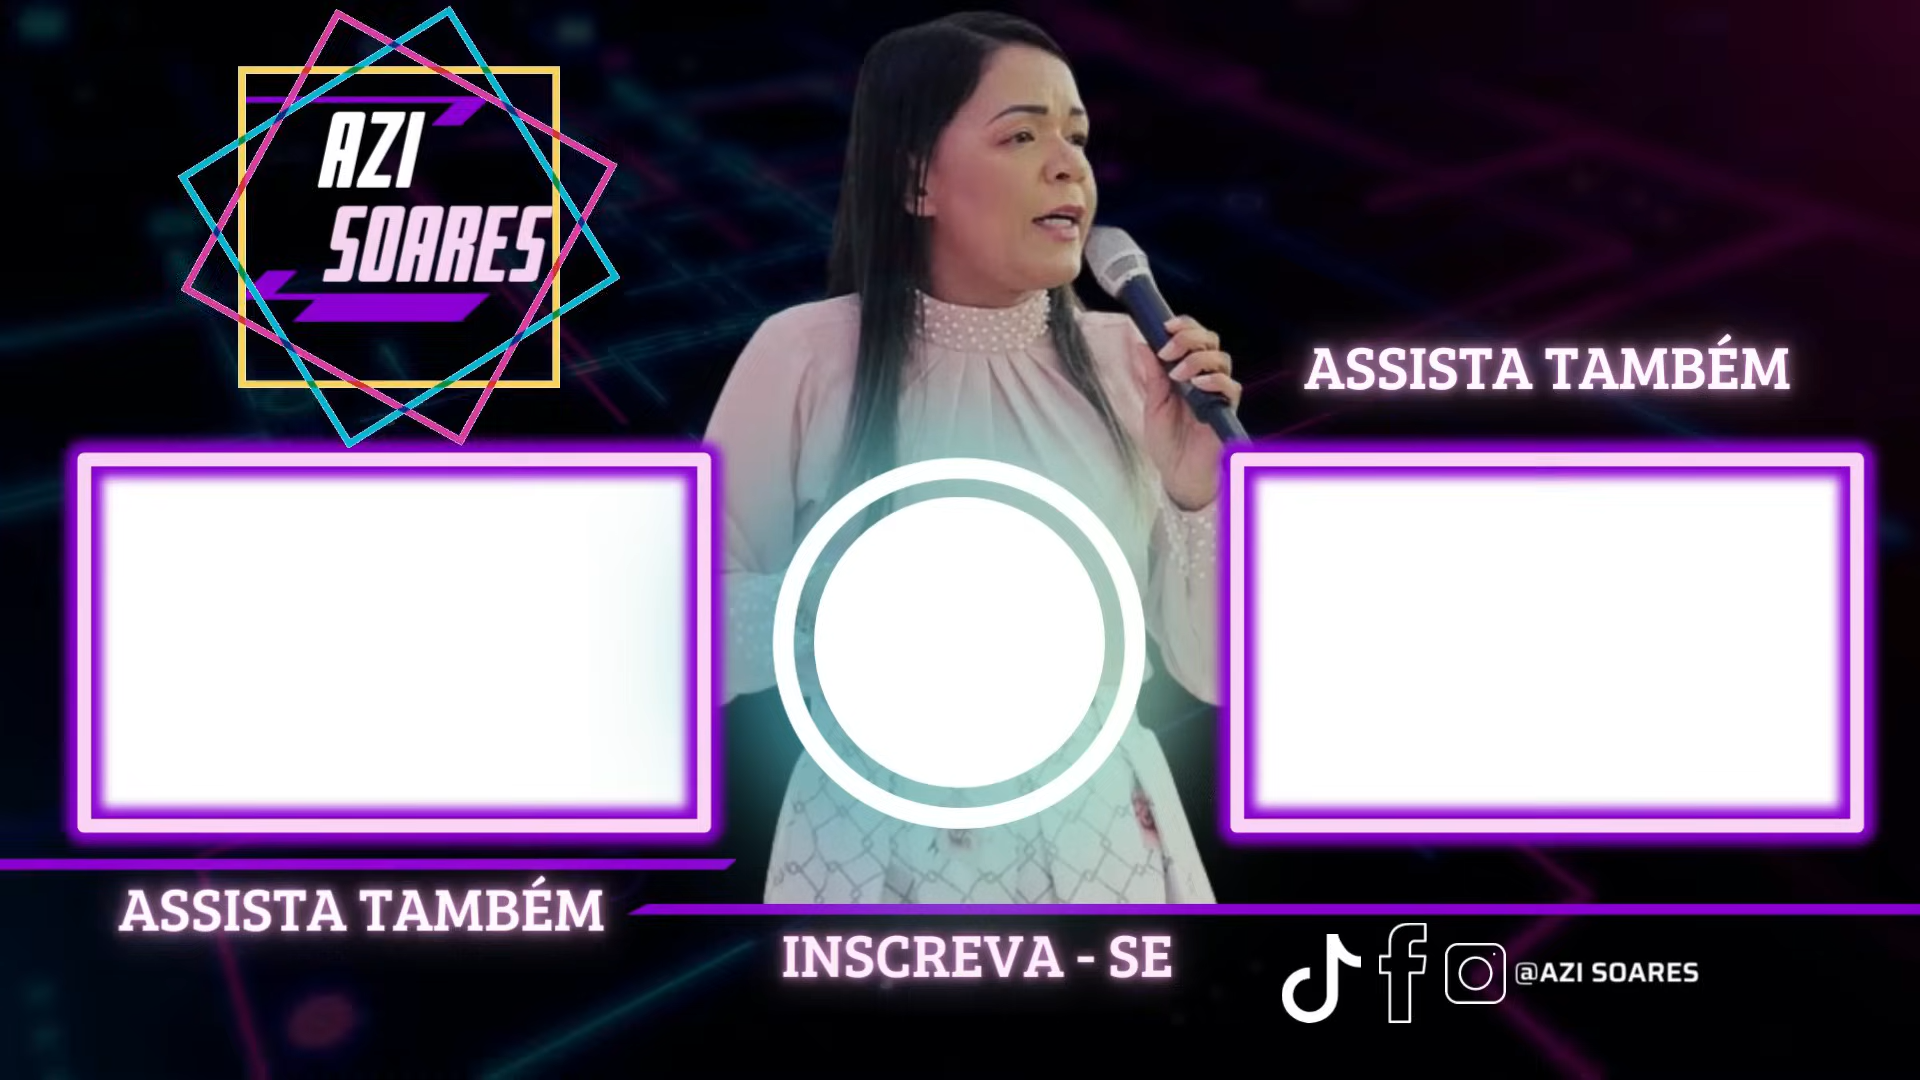 AZI
SOARES
ASSISTA TAMBÉM
ASSISTA TAMBÉM
INSCREVA - SE
@AZI SOARES